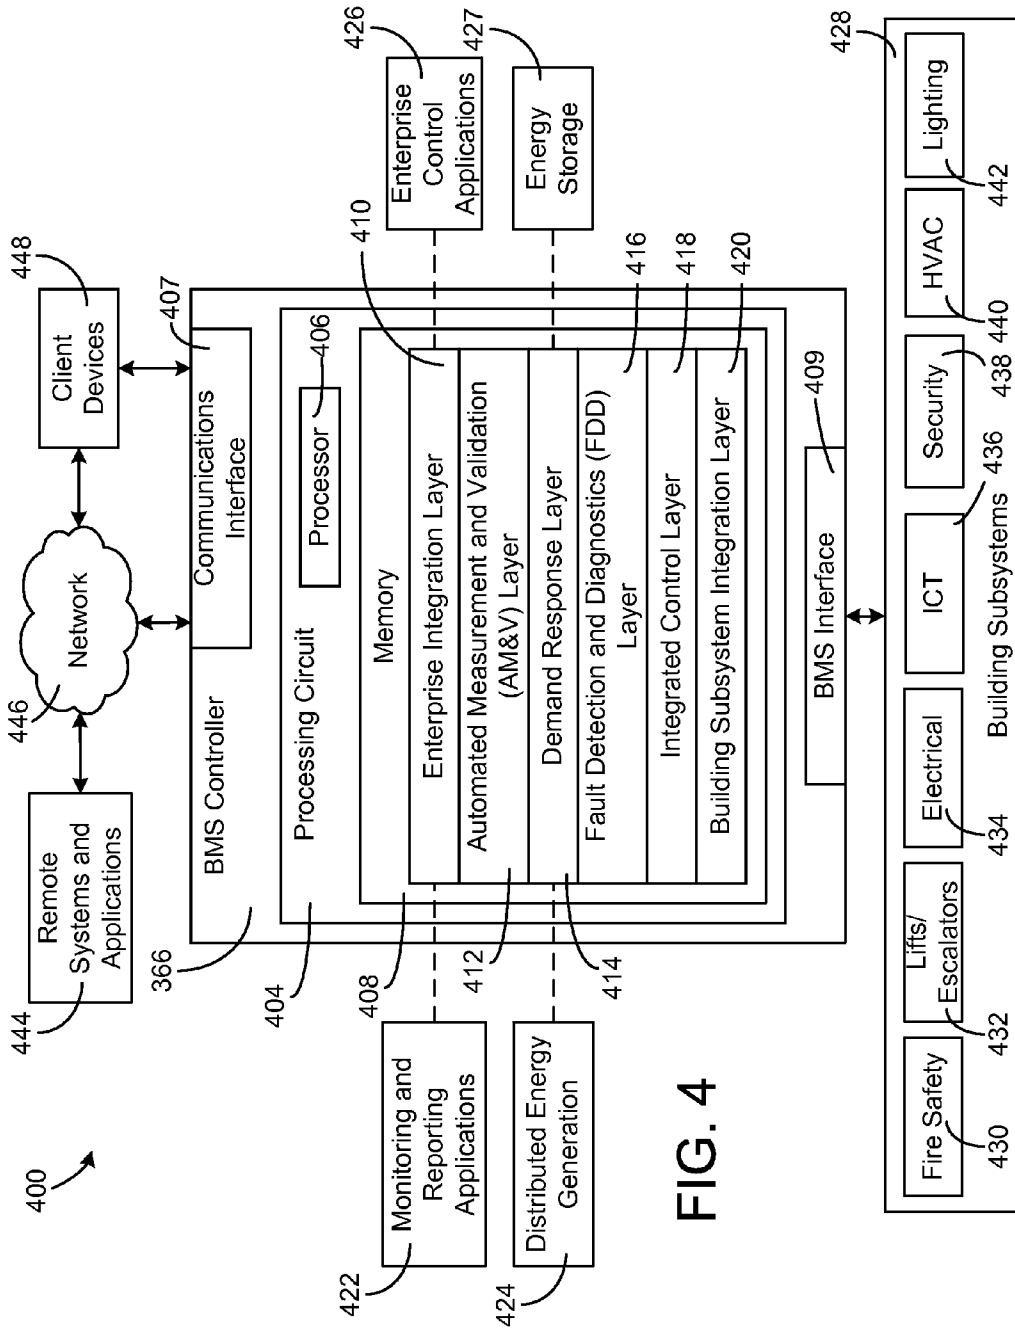 400
444
Remote
Systems and
Applications
446
Network
Client
Devices
448
366
BMS Controller
Communications
Interface
407
404
Processing Circuit
Processor
406
408
Memory
410
Enterprise Integration Layer
412
Automated Measurement and Validation
(AM&V) Layer
414
Demand Response Layer
Fault Detection and Diagnostics (FDD)
Layer
416
Integrated Control Layer
418
Building Subsystem Integration Layer
420
422
Monitoring and
Reporting
Applications
424
Distributed Energy
Generation
Enterprise
Control
Applications
426
Energy
Storage
427
BMS Interface
409
FIG. 4
428
Fire Safety
430
Lifts/
Escalators
432
Electrical
434
ICT
436
Security
438
HVAC
440
Lighting
442
Building Subsystems